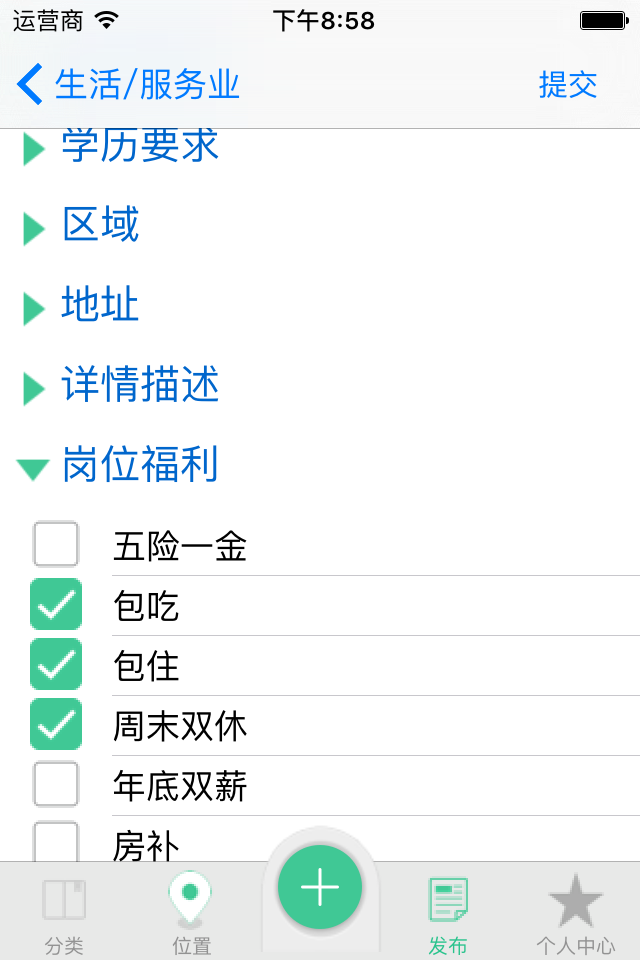 运营商 下午8:58
生活/服务业 提交
学历要求
区域
地址
详情描述
岗位福利
五险一金
包吃
包住
周末双休
年底双薪
房补
分类 位置 发布 个人中心